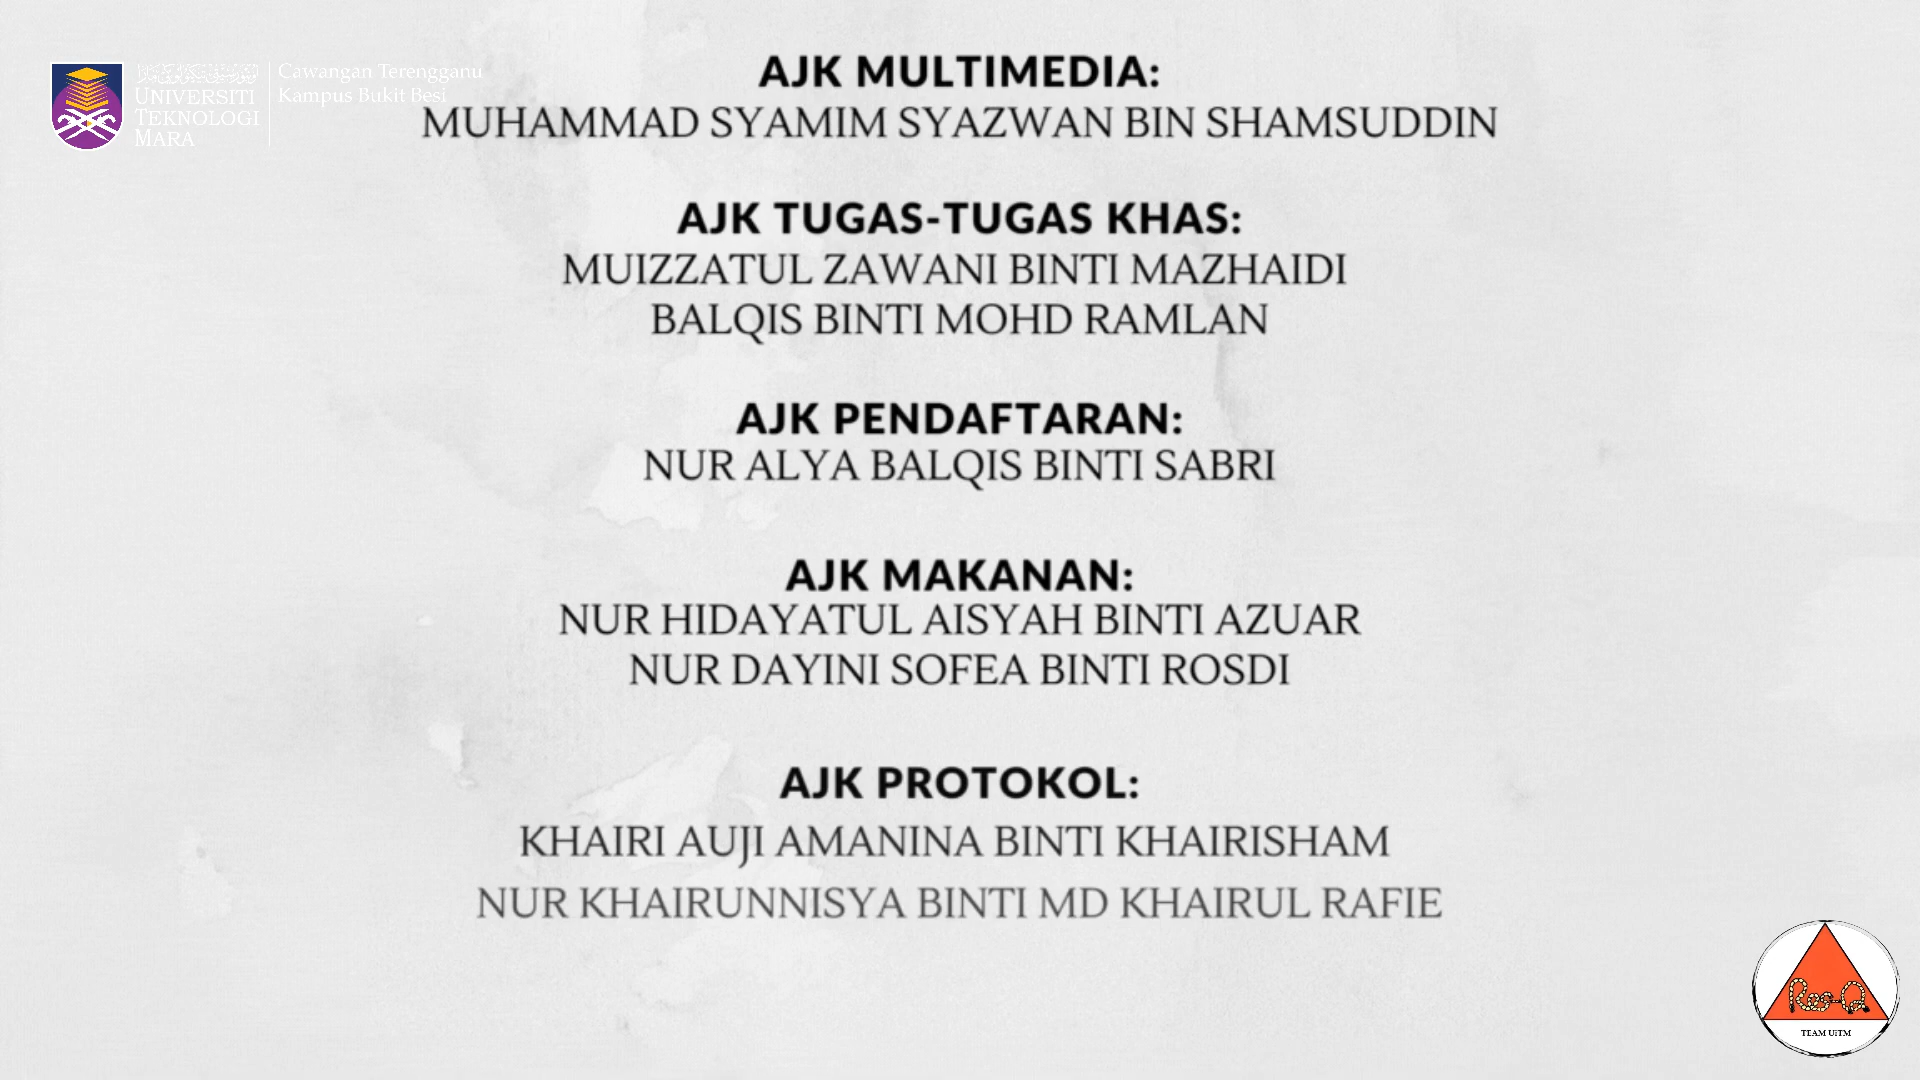 UNIVERSITI
TEKNOLOGI
MARA
Cawangan Terengganu
Kampus Bukit Besi
AJK MULTIMEDIA:
MUHAMMAD SYAMIM SYAZWAN BIN SHAMSUDDIN
AJK TUGAS-TUGAS KHAS:
MUIZZATUL ZAWANI BINTI MAZHAIDI
BALQIS BINTI MOHD RAMLAN
AJK PENDAFTARAN:
NUR ALYA BALQIS BINTI SABRI
AJK MAKANAN:
NUR HIDAYATUL AISYAH BINTI AZUAR
NUR DAYINI SOFEA BINTI ROSDI
AJK PROTOKOL:
KHAIRI AUJI AMANINA BINTI KHAIRISHAM
NUR KHAIRUNNISYA BINTI MD KHAIRUL RAFIE
Res-Q
TEAM UiTM